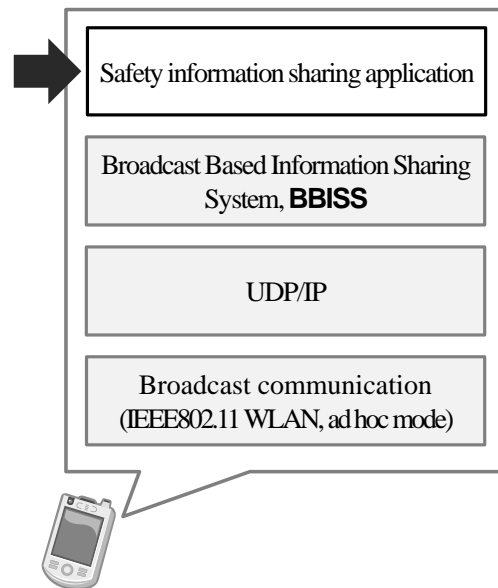 Safety information sharing application
Broadcast Based Information Sharing
System, BBISS
UDP/IP
Broadcast communication
(IEEE802.11 WLAN, ad hoc mode)